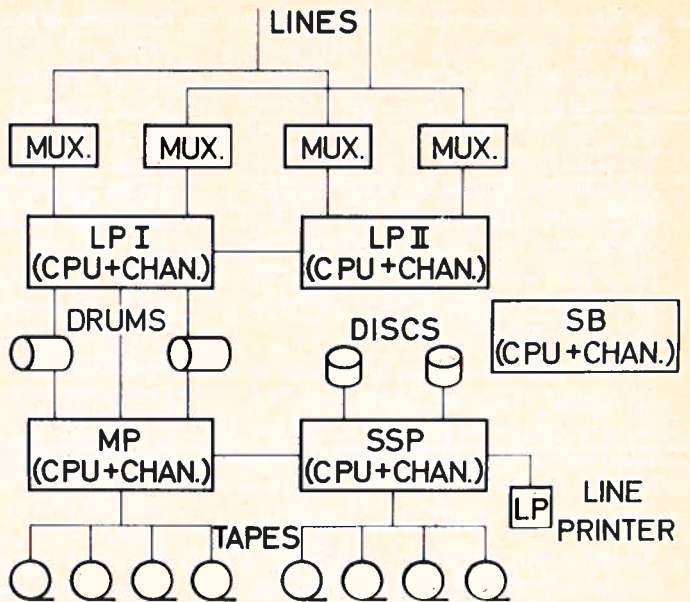 LINES
MUX.
MUX.
MUX.
MUX.
LP I
(CPU+CHAN.)
LP II
(CPU+CHAN.)
DRUMS
DISCS
SB
(CPU+CHAN.)
MP
(CPU+CHAN.)
SSP
(CPU+CHAN.)
LP
LINE
PRINTER
TAPES